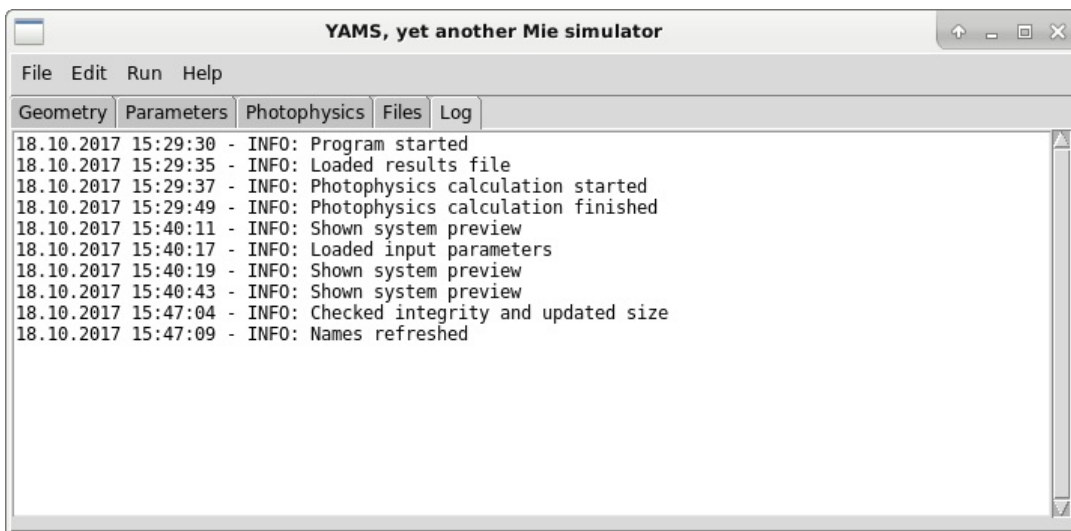 YAMS, yet another Mie simulator
File Edit Run Help
Geometry Parameters Photophysics Files Log
18.10.2017 15:29:30 - INFO: Program started
18.10.2017 15:29:35 - INFO: Loaded results file
18.10.2017 15:29:37 - INFO: Photophysics calculation started
18.10.2017 15:29:49 - INFO: Photophysics calculation finished
18.10.2017 15:40:11 - INFO: Shown system preview
18.10.2017 15:40:17 - INFO: Loaded input parameters
18.10.2017 15:40:19 - INFO: Shown system preview
18.10.2017 15:40:43 - INFO: Shown system preview
18.10.2017 15:47:04 - INFO: Checked integrity and updated size
18.10.2017 15:47:09 - INFO: Names refreshed